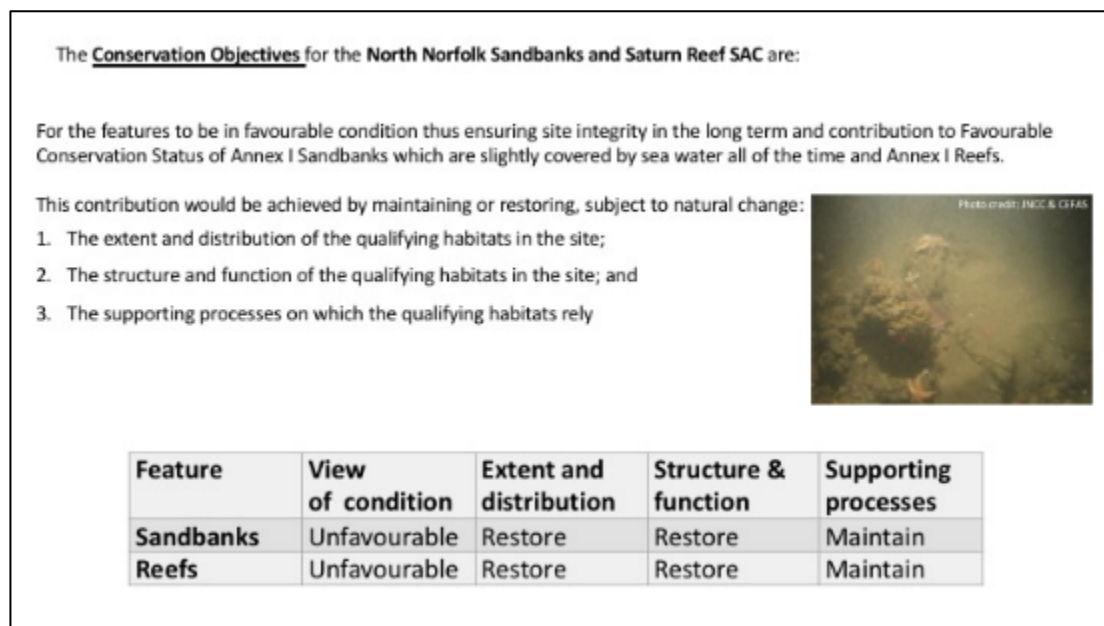 The Conservation Objectives for the North Norfolk Sandbanks and Saturn Reef SAC are:
For the features to be in favourable condition thus ensuring site integrity in the long term and contribution to Favourable
Conservation Status of Annex I Sandbanks which are slightly covered by sea water all of the time and Annex I Reefs.
This contribution would be achieved by maintaining or restoring, subject to natural change:
1. The extent and distribution of the qualifying habitats in the site;
2. The structure and function of the qualifying habitats in the site; and
3. The supporting processes on which the qualifying habitats rely
Photo credit: JNCC & CEFAS
Feature View Extent and Structure & Supporting
of condition distribution function processes
Sandbanks Unfavourable Restore Restore Maintain
Reefs Unfavourable Restore Restore Maintain